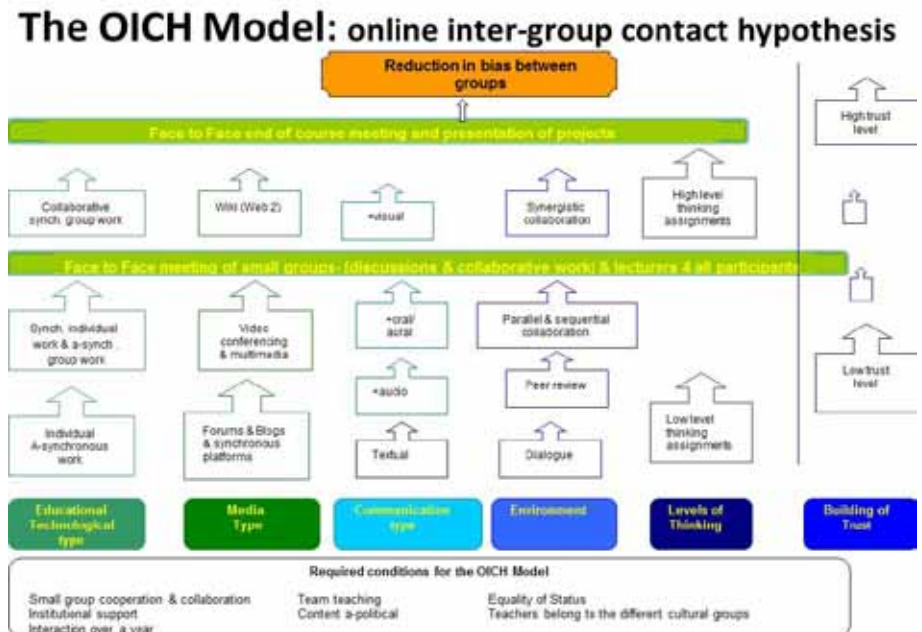 The OICH Model: online inter-group contact hypothesis
Reduction in bias between
groups
High trust
level
Face to Face end of course meeting and presentation of projects
Collaborative
synch. group work
Wiki (Web 2)
+visual
Synergistic
collaboration
High level
thinking
assignments
Face to Face meeting of small groups- (discussions & collaborative work) & lecturers 4 all participants
Synch. individual
work & a-synch
group work
Video
conferencing
& multimedia
+oral/
aural
Parallel & sequential
collaboration
Low trust
level
+audio
Peer review
Individual
A-synchronous
work
Forums & Blogs
& synchronous
platforms
Textual
Dialogue
Low level
thinking
assignments
Educational
Technological
type
Media
Type
Communication
type
Environment
Levels of
Thinking
Building of
Trust
Required conditions for the OICH Model
Small group cooperation & collaboration
Institutional support
Interaction over a year
Team teaching
Content a-political
Equality of Status
Teachers belong to the different cultural groups